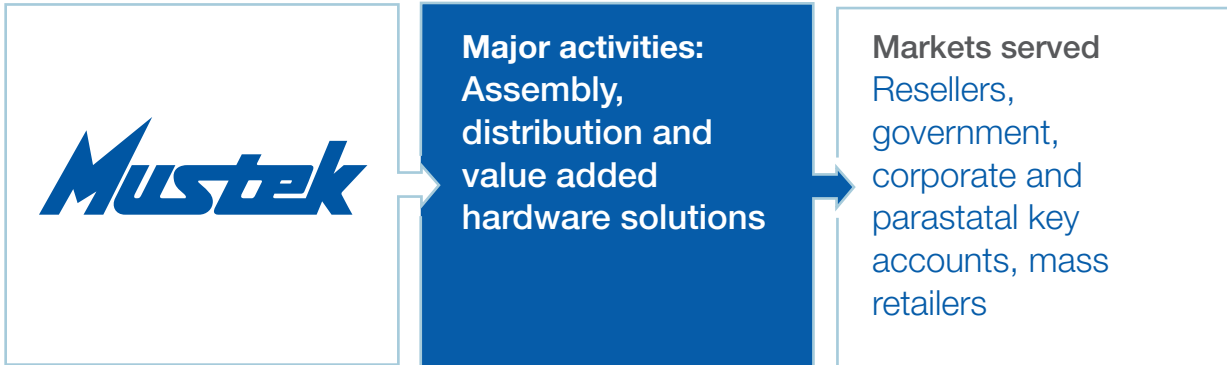 Mustek
Major activities:
Assembly,
distribution and
value added
hardware solutions
Markets served
Resellers,
government,
corporate and
parastatal key
accounts, mass
retailers